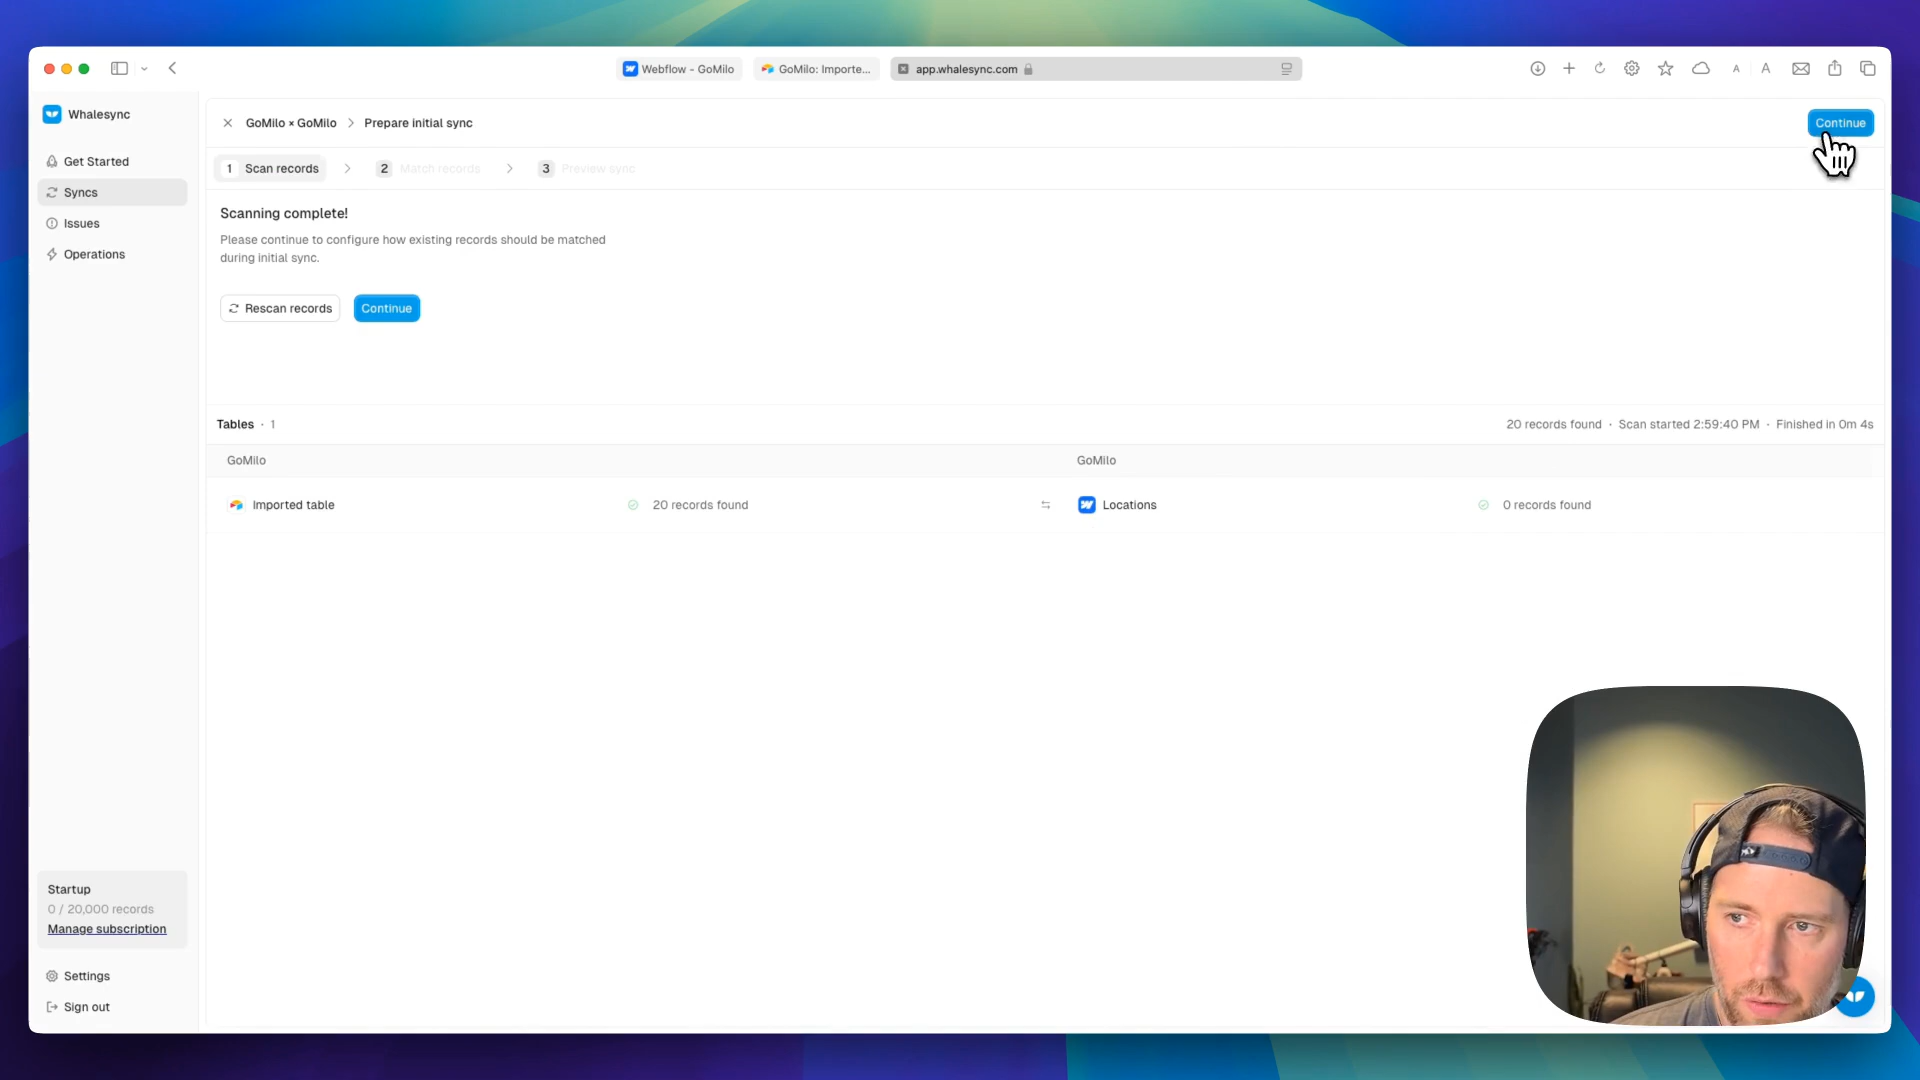 Webflow - GoMilo
GoMilo: Importe...
app.whalesync.com
A
A
Whalesync
Get Started
Syncs
Issues
Operations
GoMilo × GoMilo
Prepare initial sync
Continue
1 Scan records
2 Match records
3 Preview sync
Scanning complete!
Please continue to configure how existing records should be matched
during initial sync.
Rescan records
Continue
Tables · 1
20 records found · Scan started 2:59:40 PM · Finished in 0m 4s
GoMilo
GoMilo
Imported table
20 records found
Locations
0 records found
Startup
0 / 20,000 records
Manage subscription
Settings
Sign out